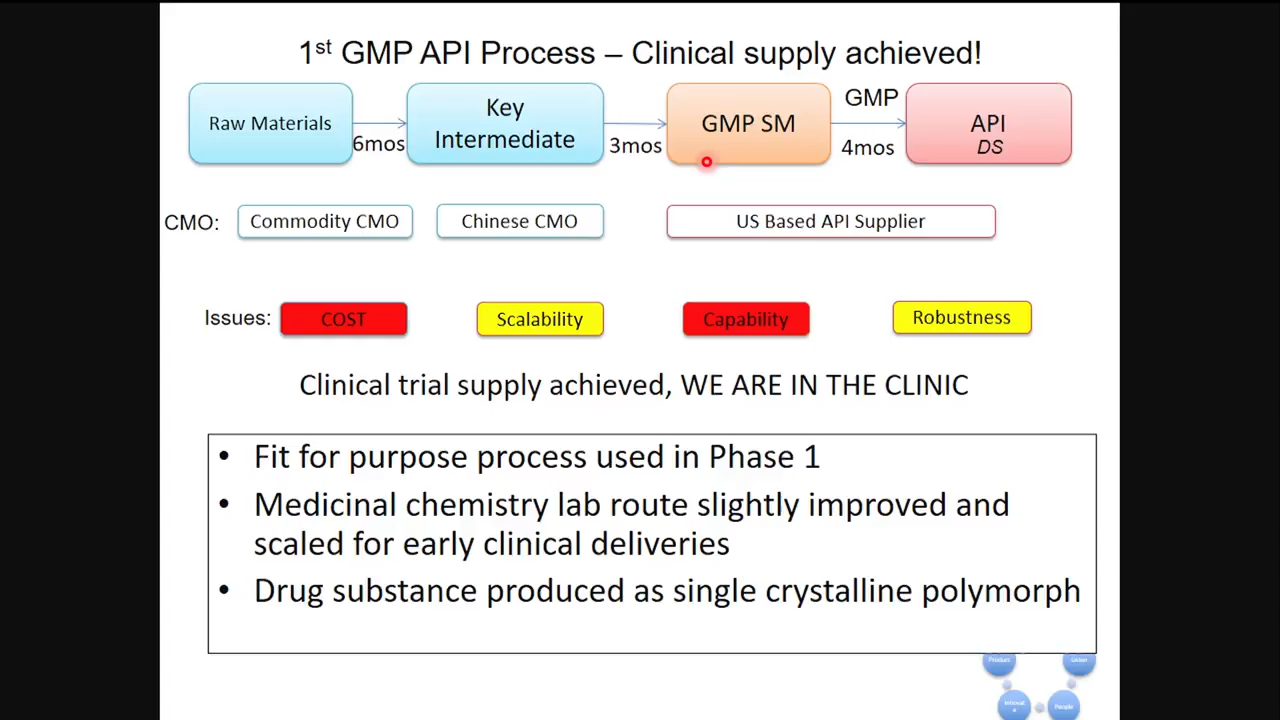 1st GMP API Process – Clinical supply achieved!
Raw Materials
6mos
Key
Intermediate
3mos
GMP SM
GMP
4mos
API
DS
CMO:
Commodity CMO
Chinese CMO
US Based API Supplier
Issues:
COST
Scalability
Capability
Robustness
Clinical trial supply achieved, WE ARE IN THE CLINIC
• Fit for purpose process used in Phase 1
• Medicinal chemistry lab route slightly improved and
scaled for early clinical deliveries
• Drug substance produced as single crystalline polymorph
Product
People